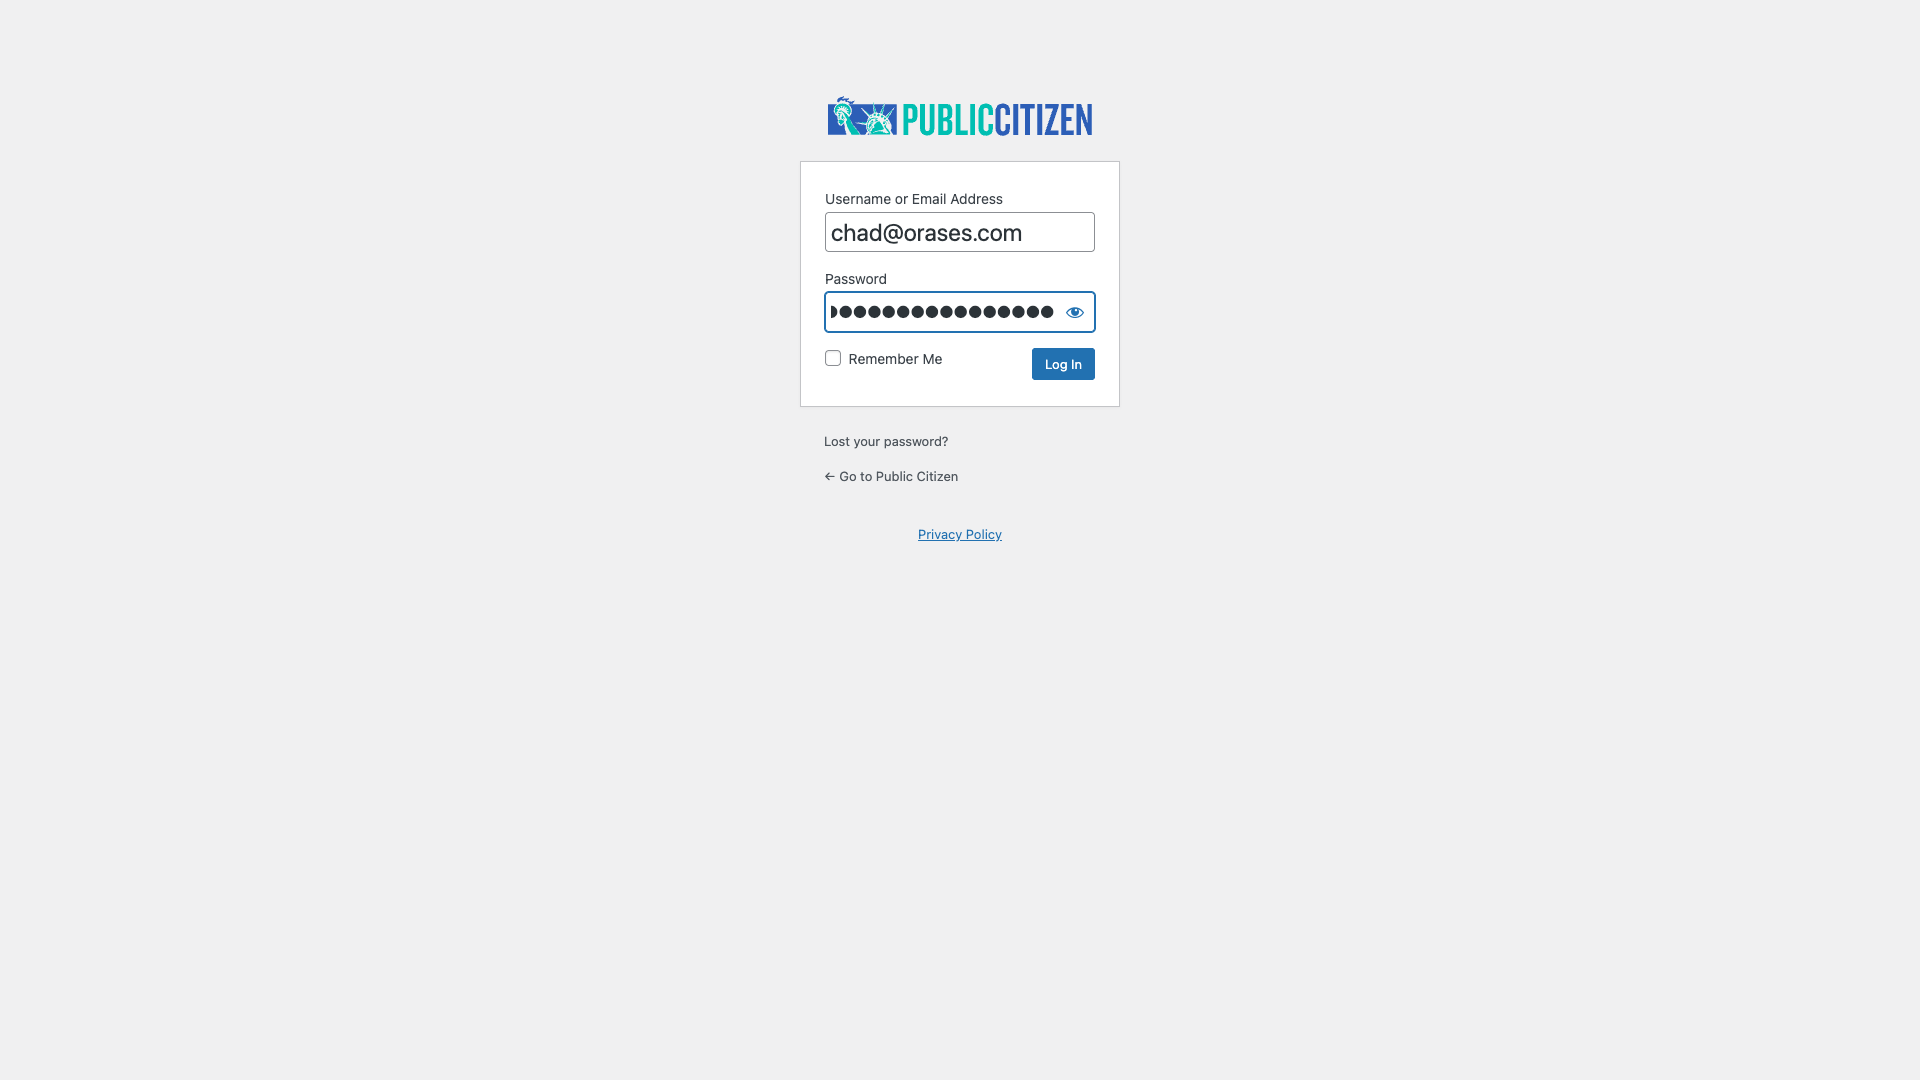 PUBLICCITIZEN
Username or Email Address
chad@orases.com
Password
Remember Me
Log In
Lost your password?
← Go to Public Citizen
Privacy Policy